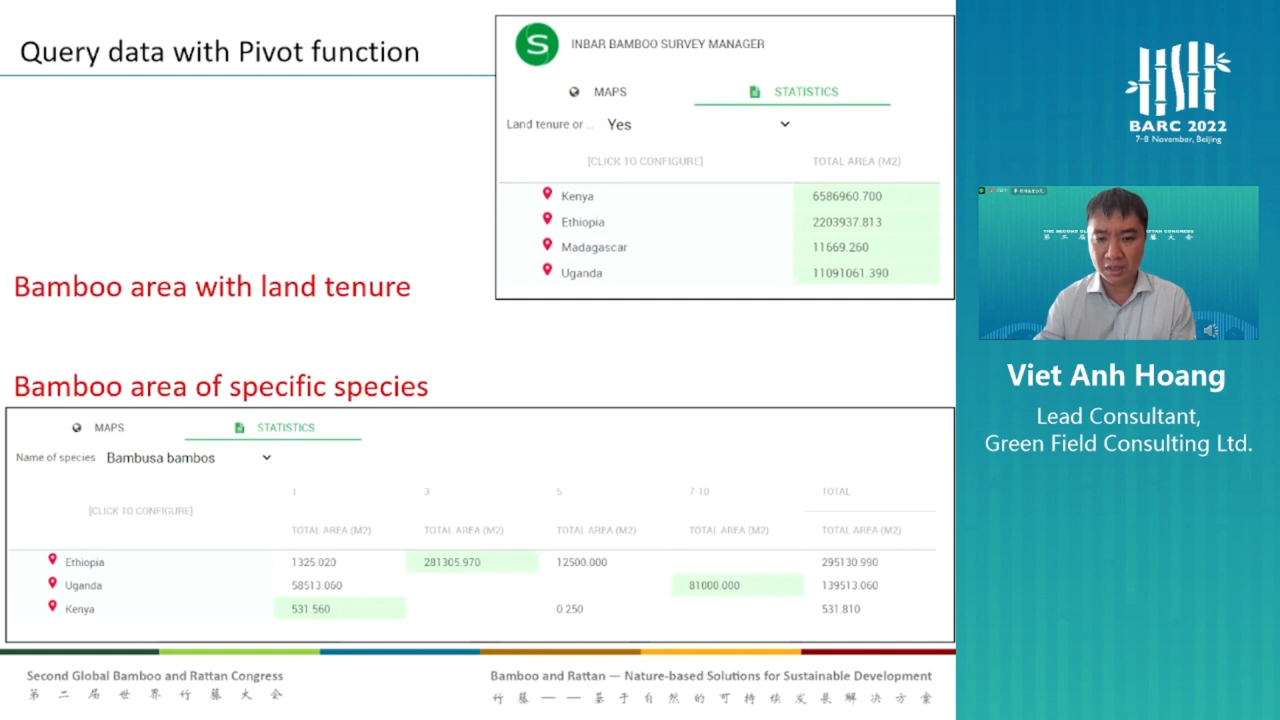 Query data with Pivot function
S
INBAR BAMBOO SURVEY MANAGER
MAPS
STATISTICS
Land tenure or ... Yes
[CLICK TO CONFIGURE] TOTAL AREA (M2)
Kenya 6586960.700
Ethiopia 2203937.813
Madagascar 11669.260
Uganda 11091061.390
Bamboo area with land tenure
Bamboo area of specific species
MAPS
STATISTICS
Name of species Bambusa bambos
1 3 5 7-10 TOTAL
[CLICK TO CONFIGURE]
TOTAL AREA (M2) TOTAL AREA (M2) TOTAL AREA (M2) TOTAL AREA (M2) TOTAL AREA (M2)
Ethiopia 1325.020 281305.970 12500.000 295130.990
Uganda 58513.060 81000.000 139513.060
Kenya 531.560 0.250 531.810
Second Global Bamboo and Rattan Congress
第二届世界竹藤大会
Bamboo and Rattan — Nature-based Solutions for Sustainable Development
竹藤——基于自然的可持续发展解决方案
BARC 2022
7-8 November, Beijing
Viet Anh Hoang
Lead Consultant,
Green Field Consulting Ltd.